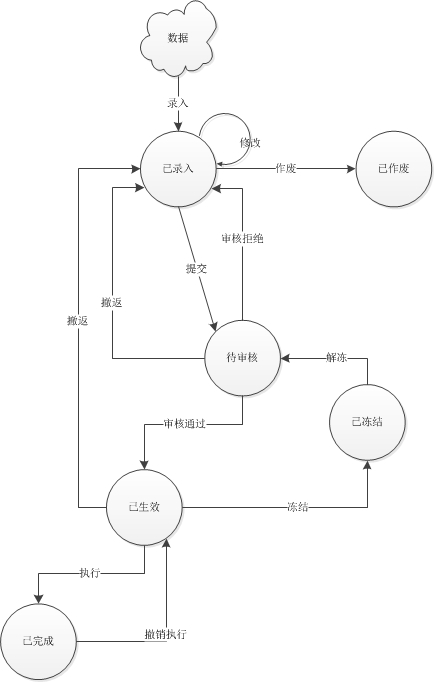 数据
录入
修改
已录入
作废
已作废
审核拒绝
提交
撤返
撤返
待审核
解冻
已冻结
审核通过
已生效
冻结
执行
撤销执行
已完成